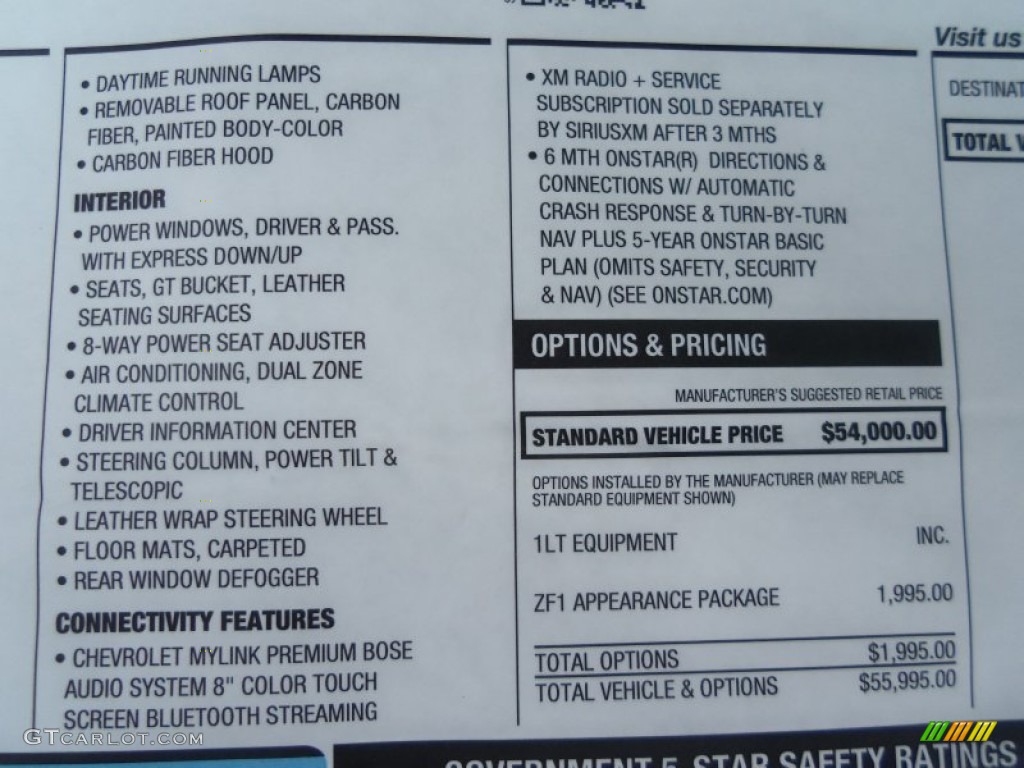 • DAYTIME RUNNING LAMPS
• REMOVABLE ROOF PANEL, CARBON
FIBER, PAINTED BODY-COLOR
• CARBON FIBER HOOD
INTERIOR
• POWER WINDOWS, DRIVER & PASS.
WITH EXPRESS DOWN/UP
• SEATS, GT BUCKET, LEATHER
SEATING SURFACES
• 8-WAY POWER SEAT ADJUSTER
• AIR CONDITIONING, DUAL ZONE
CLIMATE CONTROL
• DRIVER INFORMATION CENTER
• STEERING COLUMN, POWER TILT &
TELESCOPIC
• LEATHER WRAP STEERING WHEEL
• FLOOR MATS, CARPETED
• REAR WINDOW DEFOGGER
CONNECTIVITY FEATURES
• CHEVROLET MYLINK PREMIUM BOSE
AUDIO SYSTEM 8" COLOR TOUCH
SCREEN BLUETOOTH STREAMING
• XM RADIO + SERVICE
SUBSCRIPTION SOLD SEPARATELY
BY SIRIUSXM AFTER 3 MTHS
• 6 MTH ONSTAR(R) DIRECTIONS &
CONNECTIONS W/ AUTOMATIC
CRASH RESPONSE & TURN-BY-TURN
NAV PLUS 5-YEAR ONSTAR BASIC
PLAN (OMITS SAFETY, SECURITY
& NAV) (SEE ONSTAR.COM)
OPTIONS & PRICING
MANUFACTURER'S SUGGESTED RETAIL PRICE
STANDARD VEHICLE PRICE $54,000.00
OPTIONS INSTALLED BY THE MANUFACTURER (MAY REPLACE
STANDARD EQUIPMENT SHOWN)
1LT EQUIPMENT INC.
ZF1 APPEARANCE PACKAGE 1,995.00
TOTAL OPTIONS $1,995.00
TOTAL VEHICLE & OPTIONS $55,995.00
Visit us
DESTINAT
TOTAL V
GOVERNMENT 5-STAR SAFETY RATINGS
GTCARLOT.COM